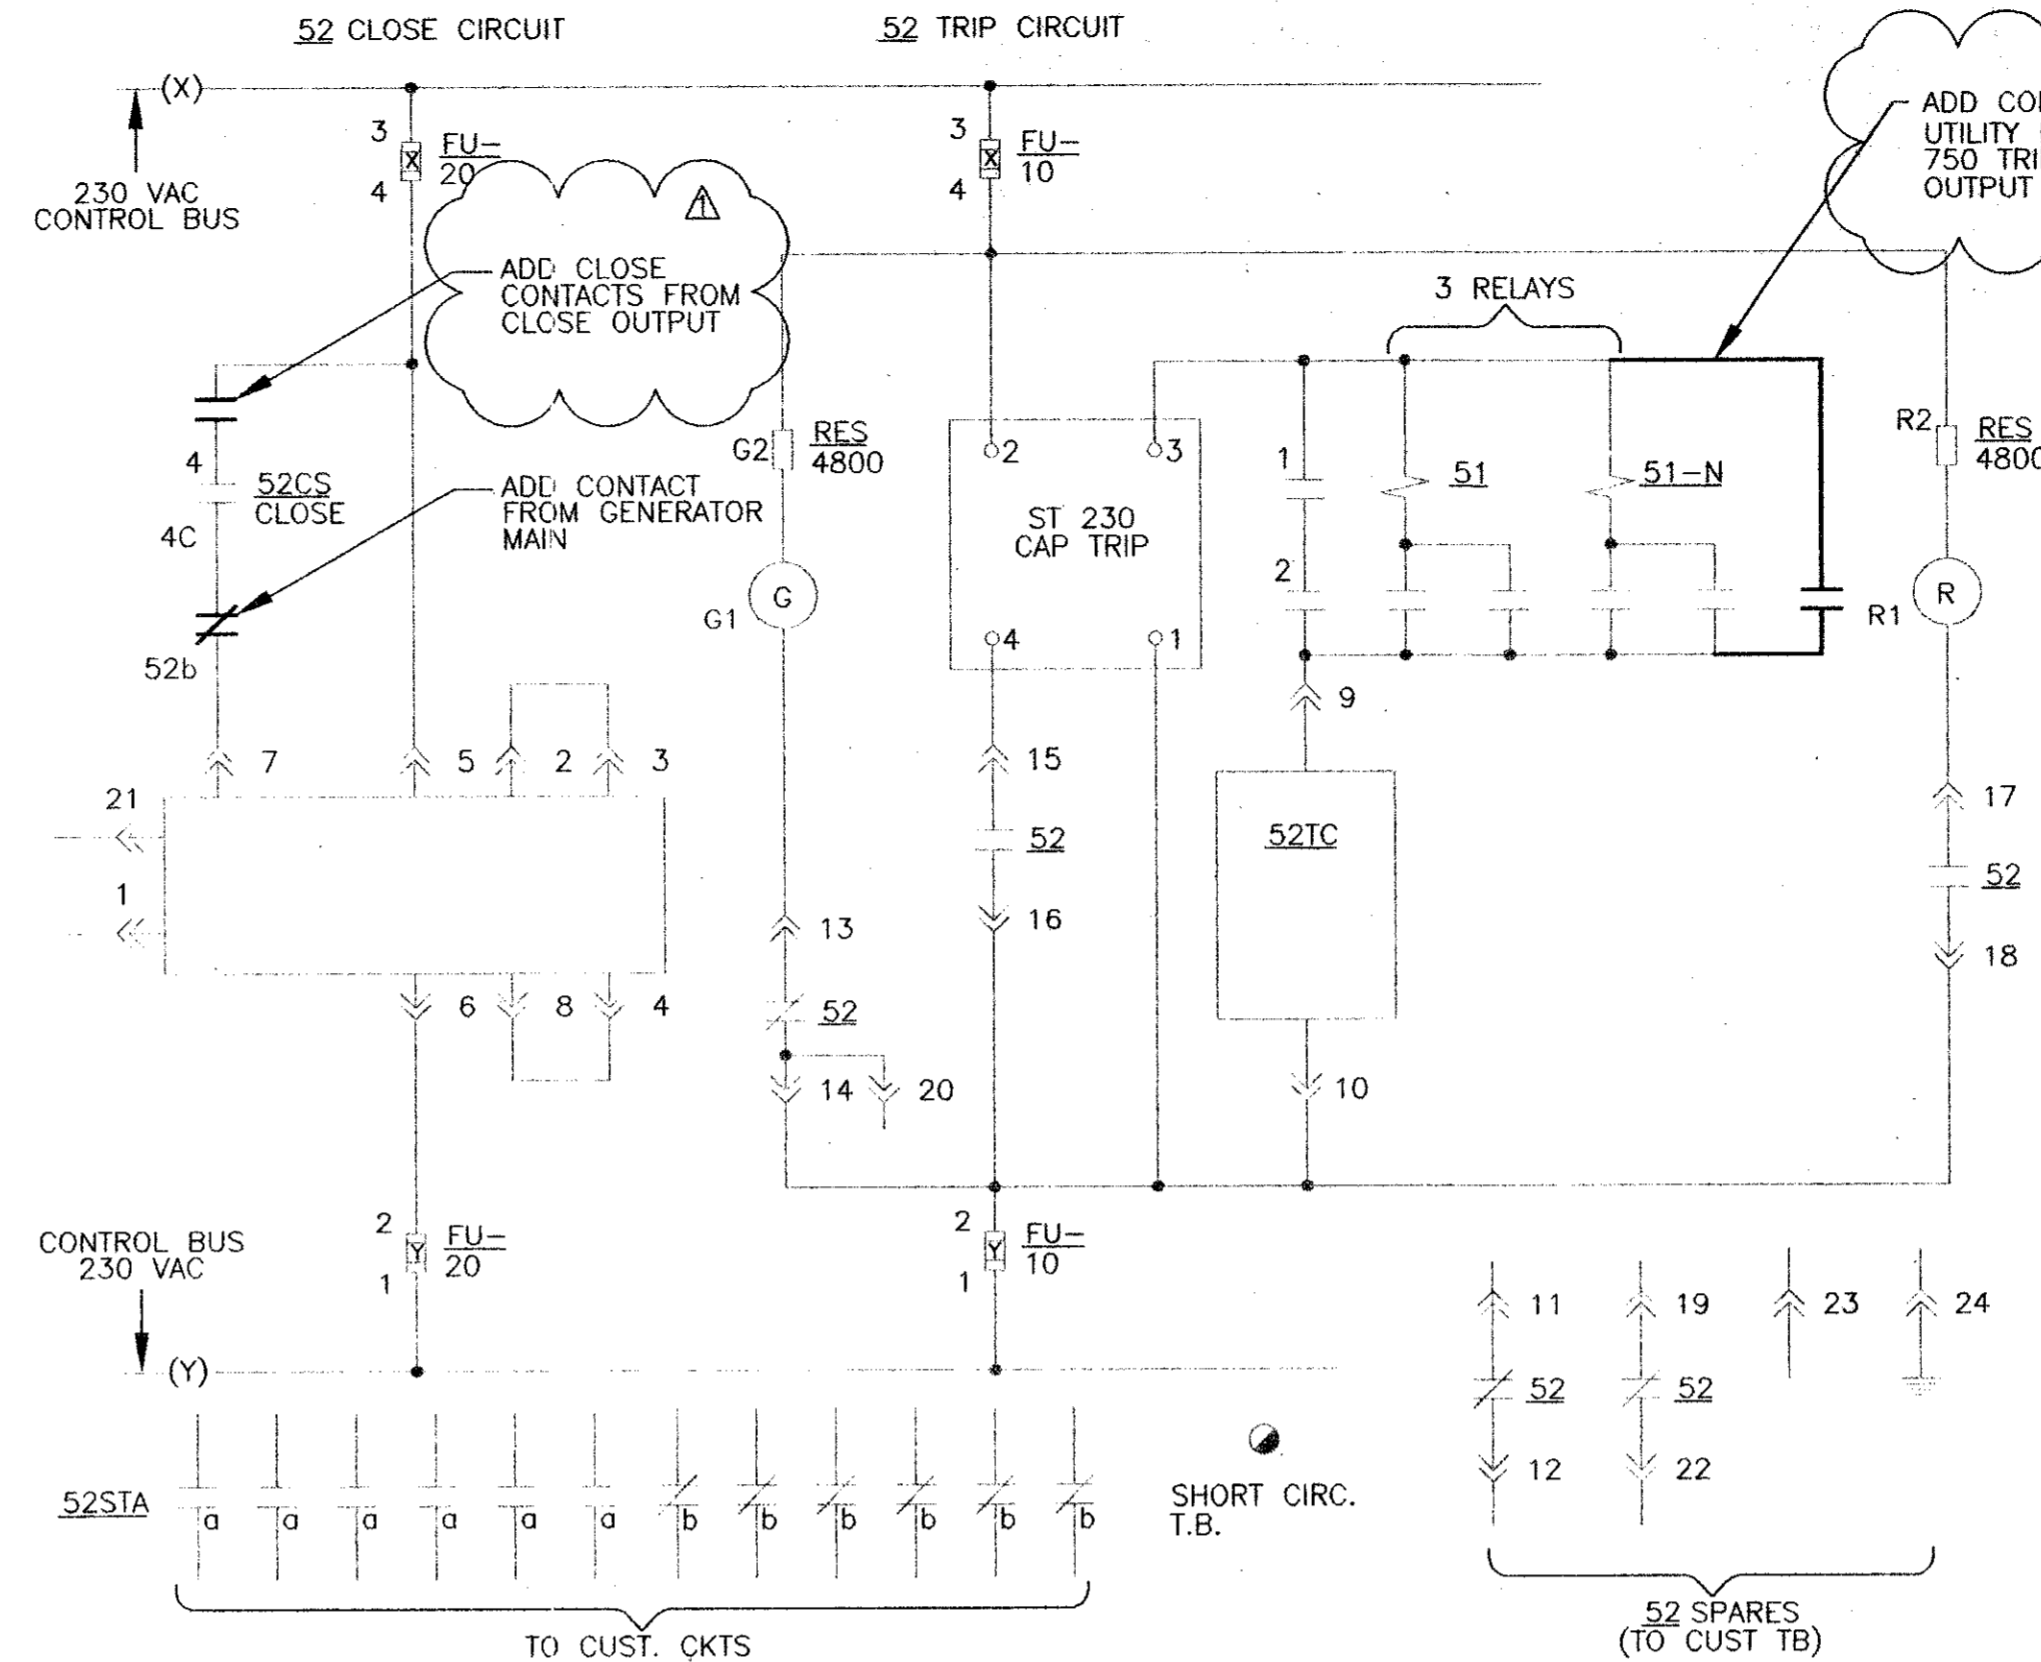 52 CLOSE CIRCUIT
52 TRIP CIRCUIT
(X)
230 VAC
CONTROL BUS
3
X
4
FU-
20
3
X
4
FU-
10
1
ADD CLOSE
CONTACTS FROM
CLOSE OUTPUT
UTILITY
OUTPUT
3 RELAYS
4
52CS
CLOSE
4C
ADD CONTACT
FROM GENERATOR
MAIN
52b
G2
RES
4800
G1
G
2
3
ST 230
CAP TRIP
4
1
1
2
51
51-N
R2
RES
R1
R
7
5
2
3
21
1
6
8
4
13
52
14
20
15
52
16
9
52TC
10
17
52
18
CONTROL BUS
230 VAC
(Y)
2
Y
1
FU-
20
2
Y
1
FU-
10
11
52
12
19
52
22
23
24
52STA
a
a
a
a
a
a
b
b
b
b
b
b
SHORT CIRC.
T.B.
TO CUST. CKTS
52 SPARES
(TO CUST TB)